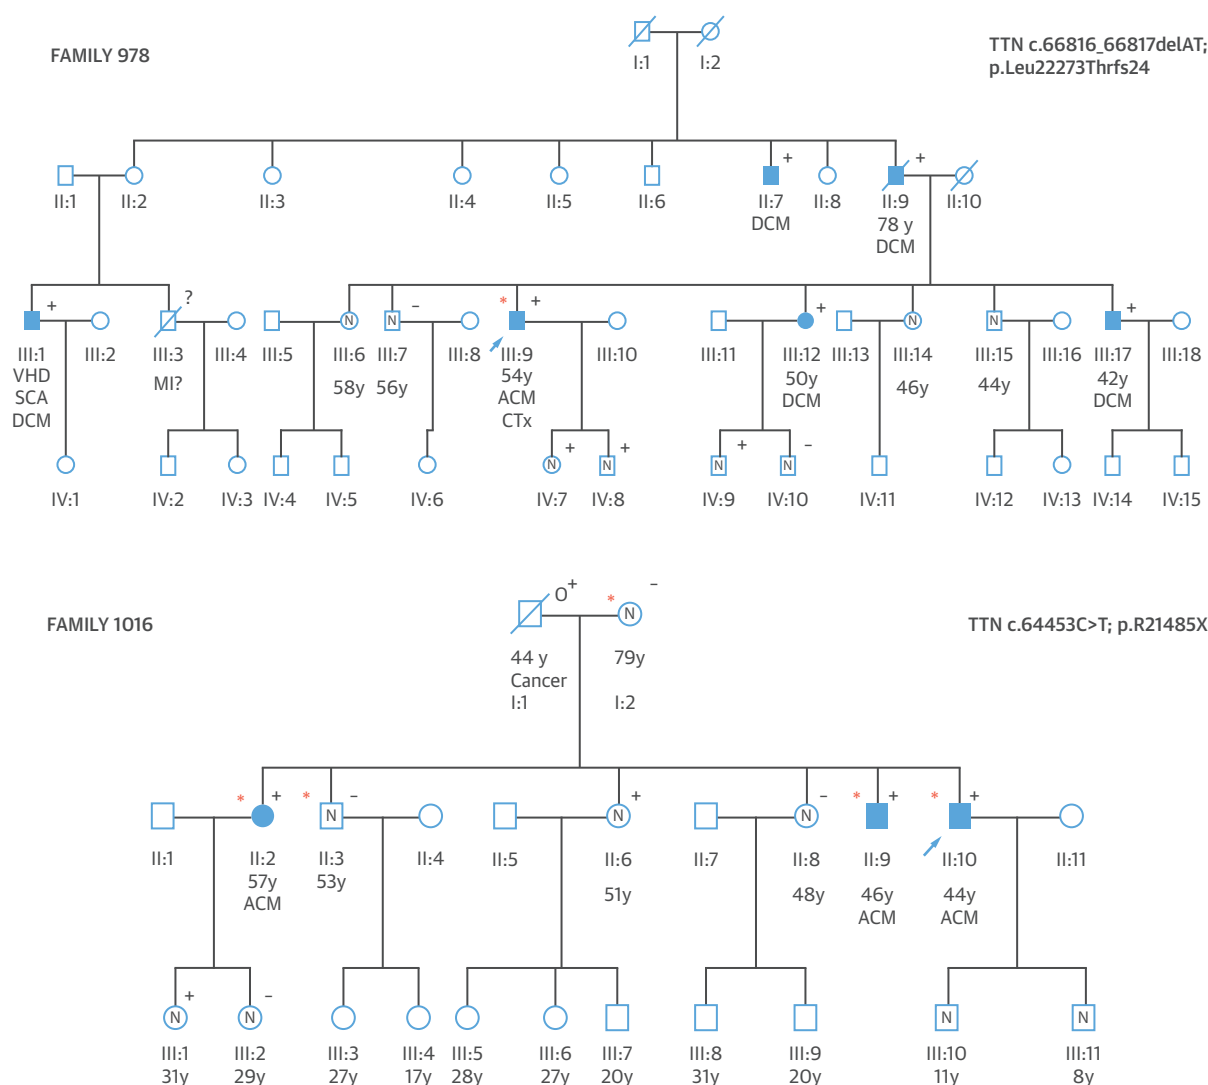 FAMILY 978
TTN c.66816_66817delAT;
p.Leu22273Thrfs24
I:1 I:2
+ +
II:1 II:2 II:3 II:4 II:5 II:6 II:7 II:8 II:9 II:10
DCM 78 y
DCM
+ ? – * + + +
N N N N
III:1 III:2 III:3 III:4 III:5 III:6 III:7 III:8 III:9 III:10 III:11 III:12 III:13 III:14 III:15 III:16 III:17 III:18
VHD MI? 58y 56y 54y 50y 46y 44y 42y
SCA ACM DCM DCM
DCM CTx
+ + + –
N N N N
IV:1 IV:2 IV:3 IV:4 IV:5 IV:6 IV:7 IV:8 IV:9 IV:10 IV:11 IV:12 IV:13 IV:14 IV:15
FAMILY 1016
TTN c.64453C>T; p.R21485X
O+ * –
N
44 y 79y
Cancer
I:1 I:2
* + * – + – * + * +
N N N
II:1 II:2 II:3 II:4 II:5 II:6 II:7 II:8 II:9 II:10 II:11
57y 53y 51y 48y 46y 44y
ACM ACM ACM
+ –
N N N N
III:1 III:2 III:3 III:4 III:5 III:6 III:7 III:8 III:9 III:10 III:11
31y 29y 27y 17y 28y 27y 20y 31y 20y 11y 8y